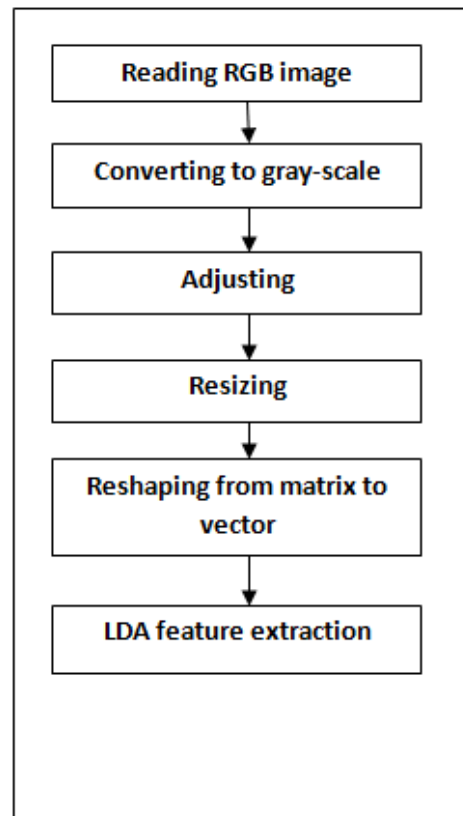 Reading RGB image
Converting to gray-scale
Adjusting
Resizing
Reshaping from matrix to
vector
LDA feature extraction